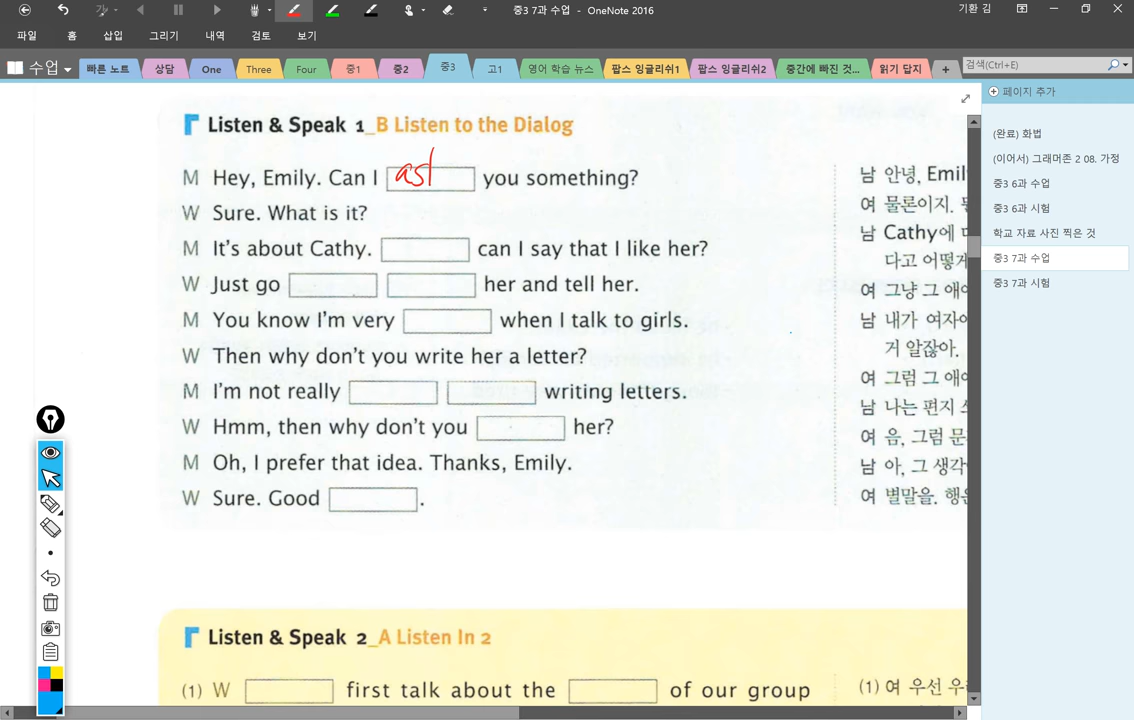 중3 7과 수업 - OneNote 2016
기환 김
파일 홈 삽입 그리기 내역 검토 보기
수업 빠른 노트 상담 One Three Four 중1 중2 중3 고1 영어 학습 뉴스 팝스 잉글리쉬1 팝스 잉글리쉬2 중간에 빠진 것... 읽기 답지 + 검색(Ctrl+E)
페이지 추가
(완료) 화법
(이어서) 그래머존 2 08. 가정
중3 6과 수업
중3 6과 시험
학교 자료 사진 찍은 것
중3 7과 수업
중3 7과 시험
Listen & Speak 1_B Listen to the Dialog
M Hey, Emily. Can I you something?
W Sure. What is it?
M It's about Cathy. can I say that I like her?
W Just go her and tell her.
M You know I'm very when I talk to girls.
W Then why don't you write her a letter?
M I'm not really writing letters.
W Hmm, then why don't you her?
M Oh, I prefer that idea. Thanks, Emily.
W Sure. Good .
남 안녕, Emil
여 물론이지.
남 Cathy에
다고 어떻게
여 그냥 그 애에
남 내가 여자아
거 알잖아.
여 그럼 그 애에
남 나는 편지 쓰
여 음, 그럼 문
남 아, 그 생각
여 별말을. 행운
Listen & Speak 2_A Listen In 2
(1) W first talk about the of our group
(1) 여 우선 우